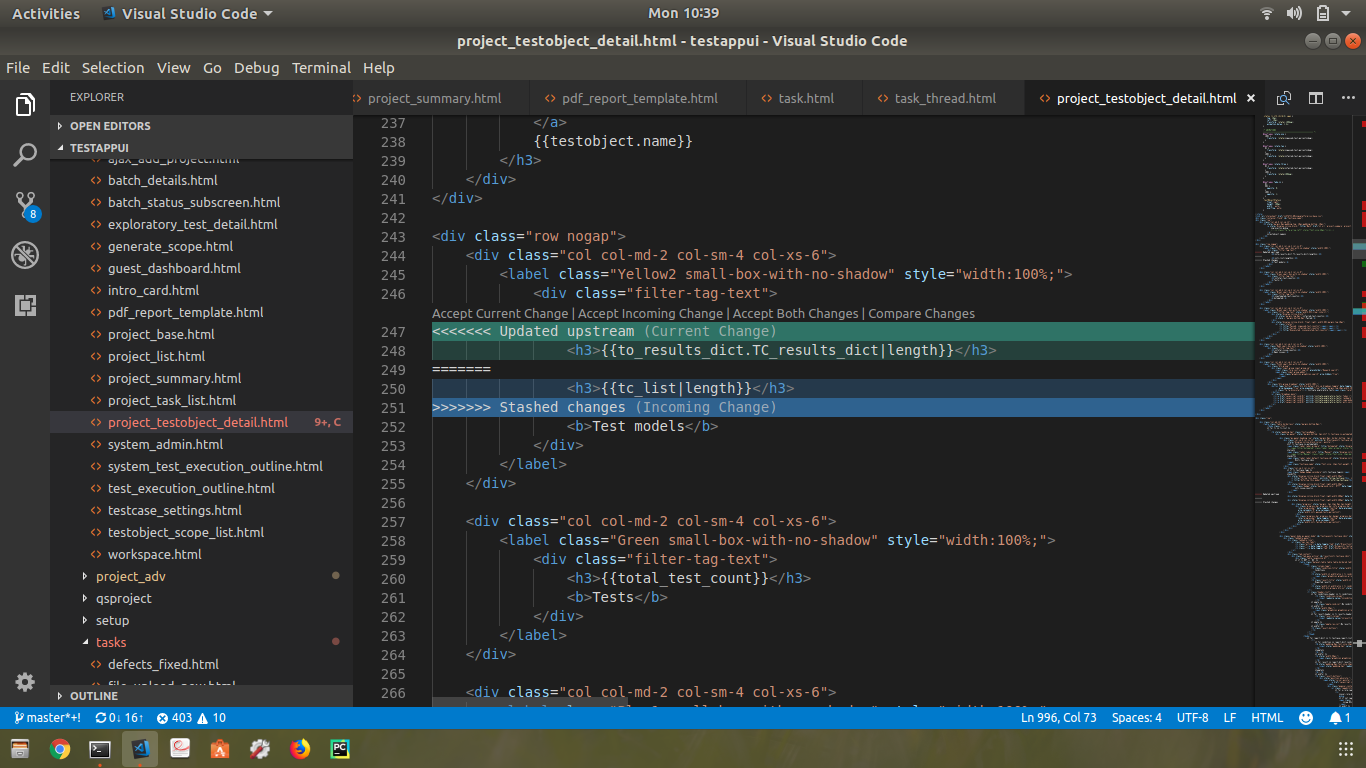 Activities Visual Studio Code Mon 10:39
project_testobject_detail.html - testappui - Visual Studio Code
File Edit Selection View Go Debug Terminal Help
EXPLORER
OPEN EDITORS
TESTAPPUI
ajax_add_project.html
batch_details.html
batch_status_subscreen.html
exploratory_test_detail.html
generate_scope.html
guest_dashboard.html
intro_card.html
pdf_report_template.html
project_base.html
project_list.html
project_summary.html
project_task_list.html
project_testobject_detail.html 9+, C
system_admin.html
system_test_execution_outline.html
test_execution_outline.html
testcase_settings.html
testobject_scope_list.html
workspace.html
project_adv
qsproject
setup
tasks
defects_fixed.html
OUTLINE
8
project_summary.html pdf_report_template.html task.html task_thread.html project_testobject_detail.html
237 </a>
238 {{testobject.name}}
239 </h3>
240 </div>
241 </div>
242
243 <div class="row nogap">
244 <div class="col col-md-2 col-sm-4 col-xs-6">
245 <label class="Yellow2 small-box-with-no-shadow" style="width:100%;">
246 <div class="filter-tag-text">
Accept Current Change | Accept Incoming Change | Accept Both Changes | Compare Changes
247 <<<<<<< Updated upstream (Current Change)
248 <h3>{{to_results_dict.TC_results_dict|length}}</h3>
249 =======
250 <h3>{{tc_list|length}}</h3>
251 >>>>>>> Stashed changes (Incoming Change)
252 <b>Test models</b>
253 </div>
254 </label>
255 </div>
256
257 <div class="col col-md-2 col-sm-4 col-xs-6">
258 <label class="Green small-box-with-no-shadow" style="width:100%;">
259 <div class="filter-tag-text">
260 <h3>{{total_test_count}}</h3>
261 <b>Tests</b>
262 </div>
263 </label>
264 </div>
265
266 <div class="col col-md-2 col-sm-4 col-xs-6">
master*+! 0↓ 16↑ 403 10 Ln 996, Col 73 Spaces: 4 UTF-8 LF HTML 1